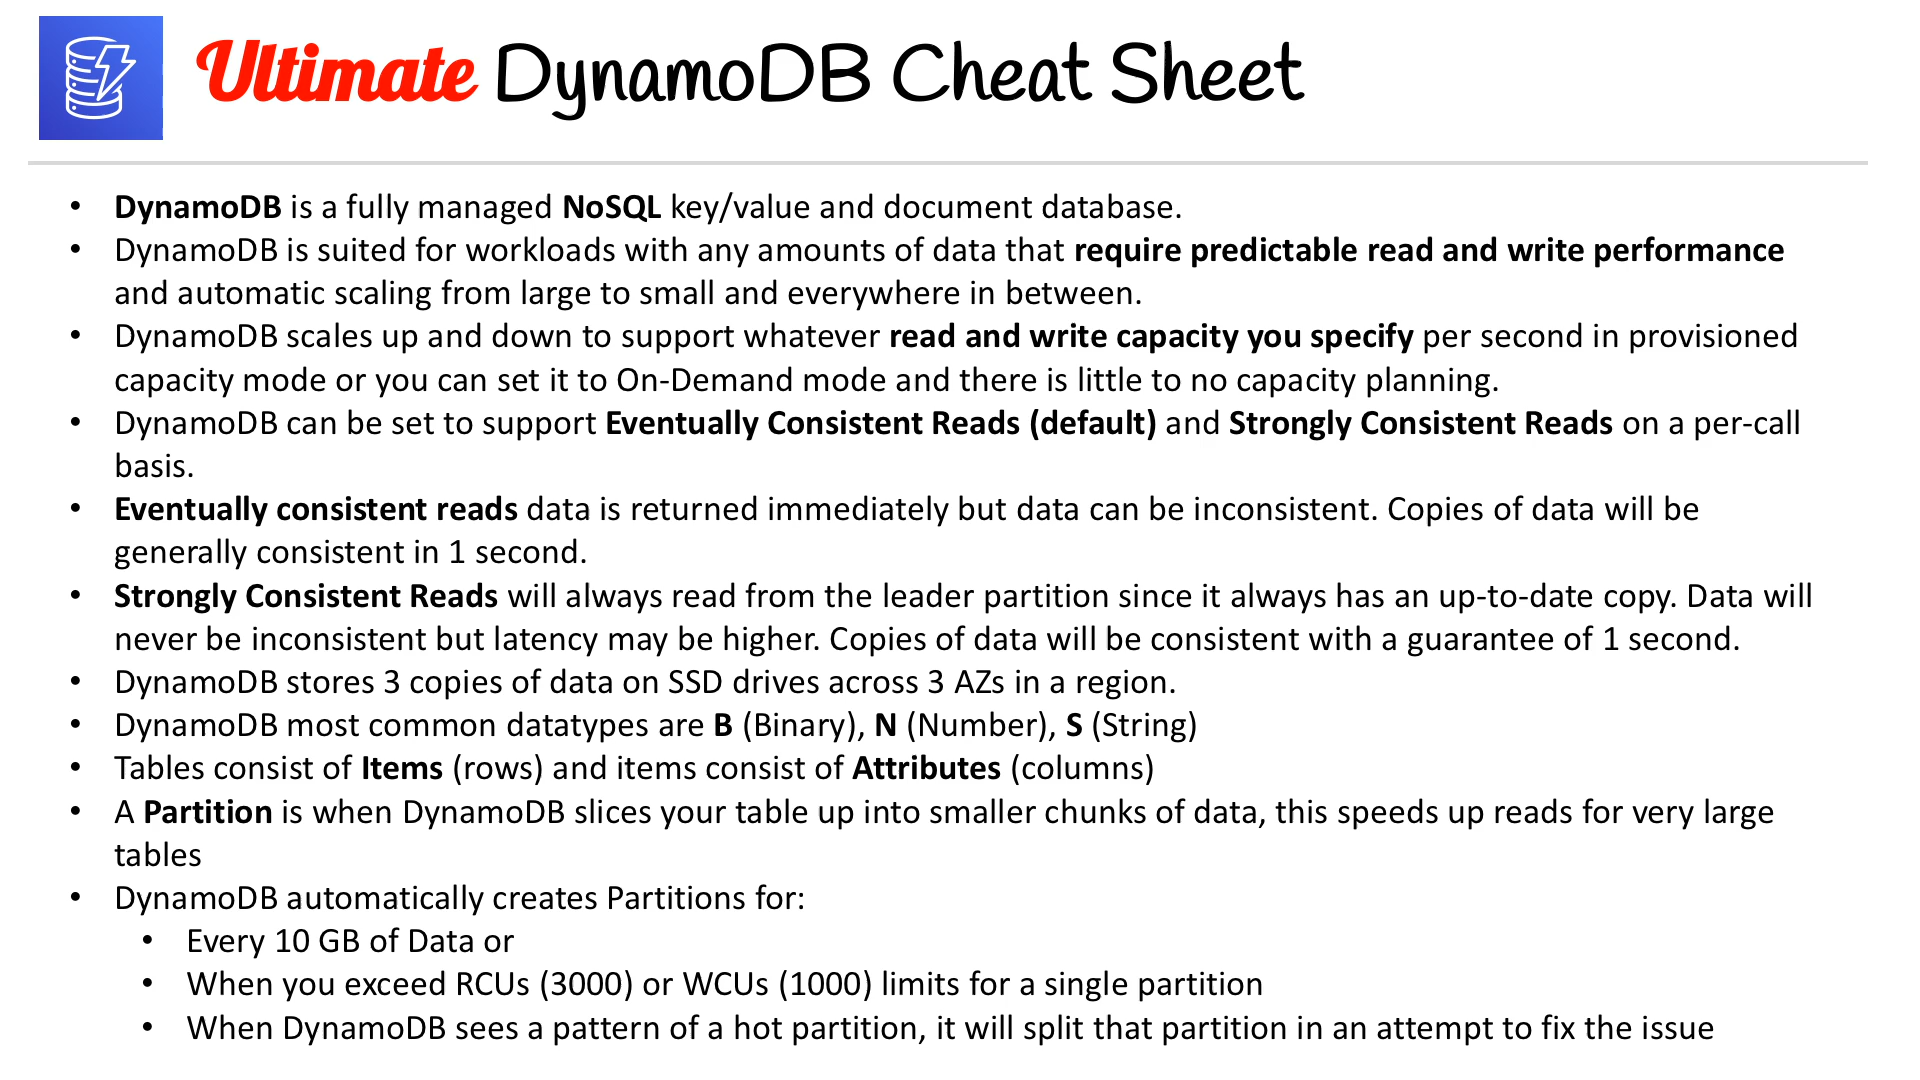 Ultimate DynamoDB Cheat Sheet
• DynamoDB is a fully managed NoSQL key/value and document database.
• DynamoDB is suited for workloads with any amounts of data that require predictable read and write performance
and automatic scaling from large to small and everywhere in between.
• DynamoDB scales up and down to support whatever read and write capacity you specify per second in provisioned
capacity mode or you can set it to On-Demand mode and there is little to no capacity planning.
• DynamoDB can be set to support Eventually Consistent Reads (default) and Strongly Consistent Reads on a per-call
basis.
• Eventually consistent reads data is returned immediately but data can be inconsistent. Copies of data will be
generally consistent in 1 second.
• Strongly Consistent Reads will always read from the leader partition since it always has an up-to-date copy. Data will
never be inconsistent but latency may be higher. Copies of data will be consistent with a guarantee of 1 second.
• DynamoDB stores 3 copies of data on SSD drives across 3 AZs in a region.
• DynamoDB most common datatypes are B (Binary), N (Number), S (String)
• Tables consist of Items (rows) and items consist of Attributes (columns)
• A Partition is when DynamoDB slices your table up into smaller chunks of data, this speeds up reads for very large
tables
• DynamoDB automatically creates Partitions for:
• Every 10 GB of Data or
• When you exceed RCUs (3000) or WCUs (1000) limits for a single partition
• When DynamoDB sees a pattern of a hot partition, it will split that partition in an attempt to fix the issue